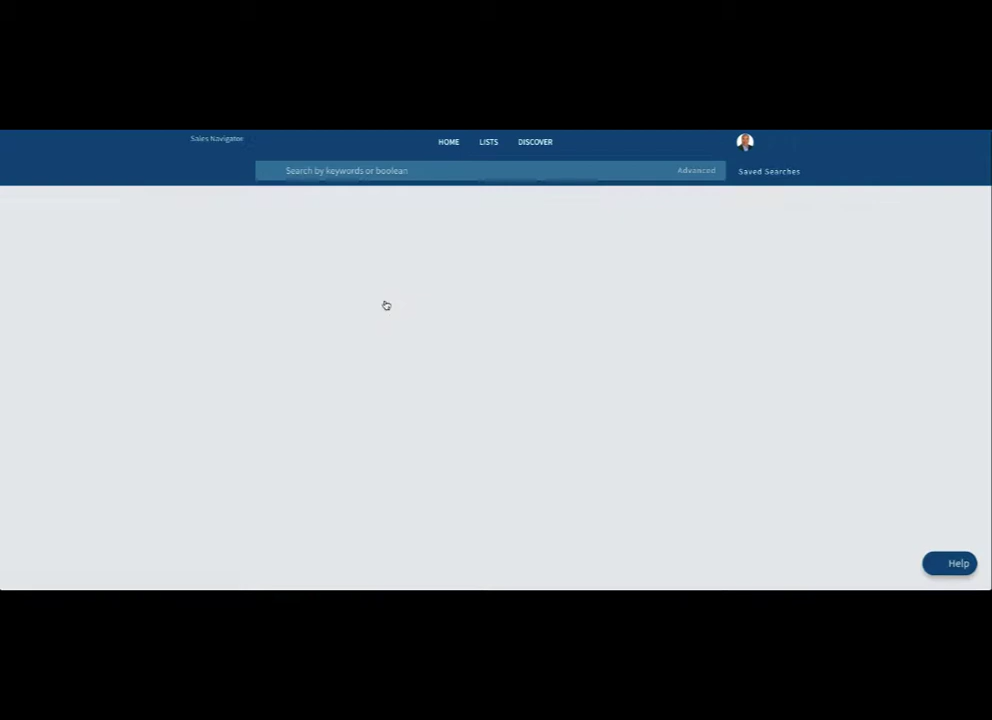 Sales Navigator
HOME LISTS DISCOVER
Search by keywords or boolean Advanced Saved Searches
Help